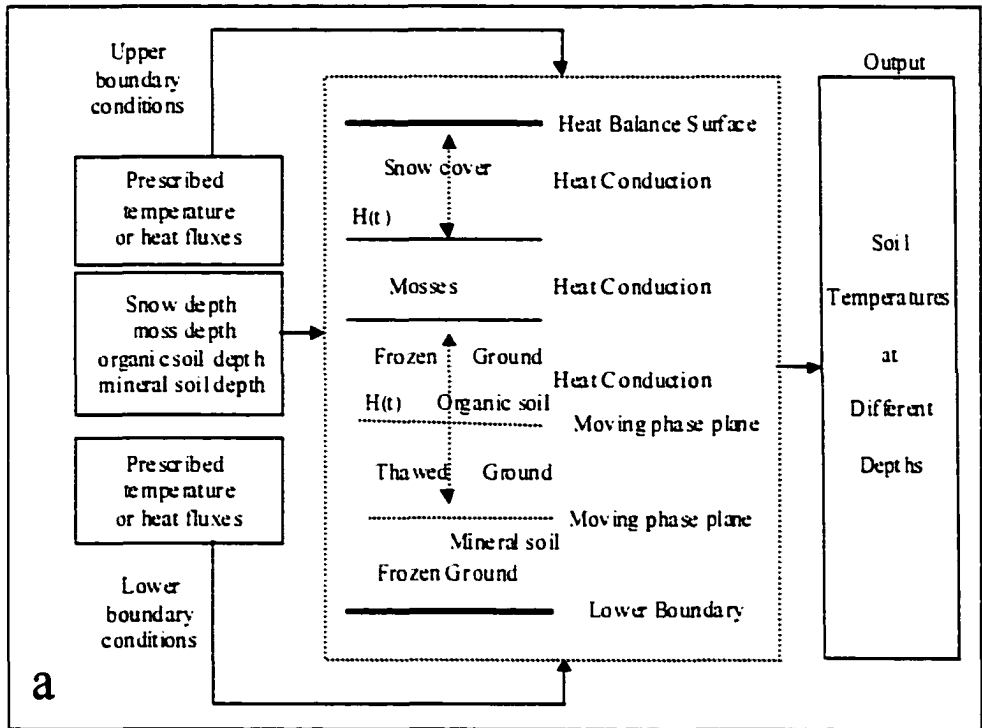 Upper
boundary
conditions
Prescribed
temperature
or heat fluxes
Snow depth
moss depth
organic soil depth
mineral soil depth
Prescribed
temperature
or heat fluxes
Lower
boundary
conditions
Heat Balance Surface
Snow cover
Heat Conduction
H(t)
Mosses
Heat Conduction
Frozen Ground
Heat Conduction
H(t) Organic soil
Moving phase plane
Thawed Ground
Moving phase plane
Mineral soil
Frozen Ground
Lower Boundary
Output
Soil
Temperatures
at
Different
Depths
a